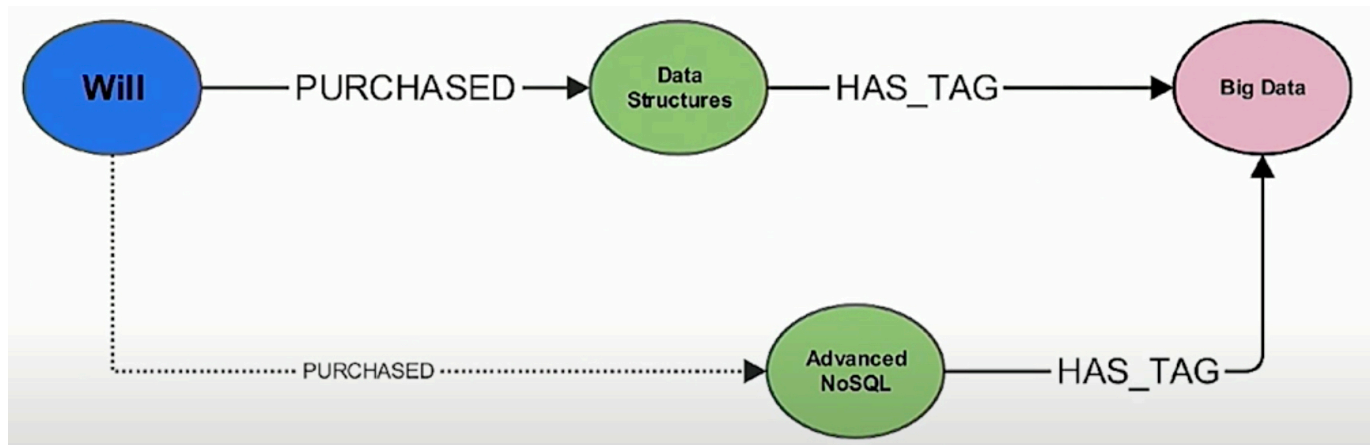 Will
PURCHASED
Data
Structures
HAS_TAG
Big Data
PURCHASED
Advanced
NoSQL
HAS_TAG